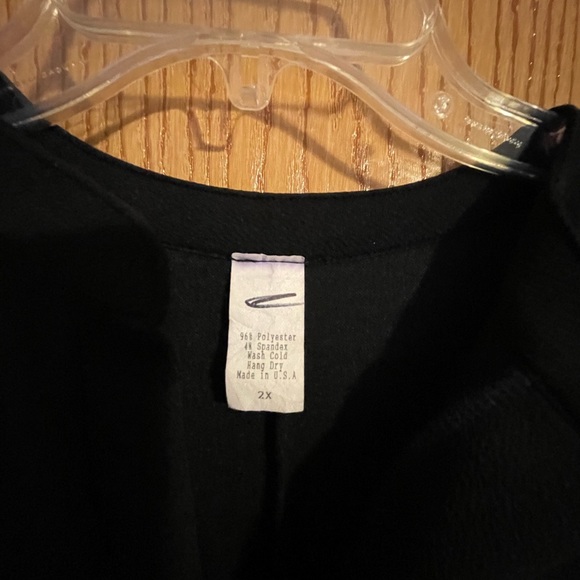 96% Polyester
4% Spandex
Wash Cold
Hang Dry
Made in U.S.A
2X